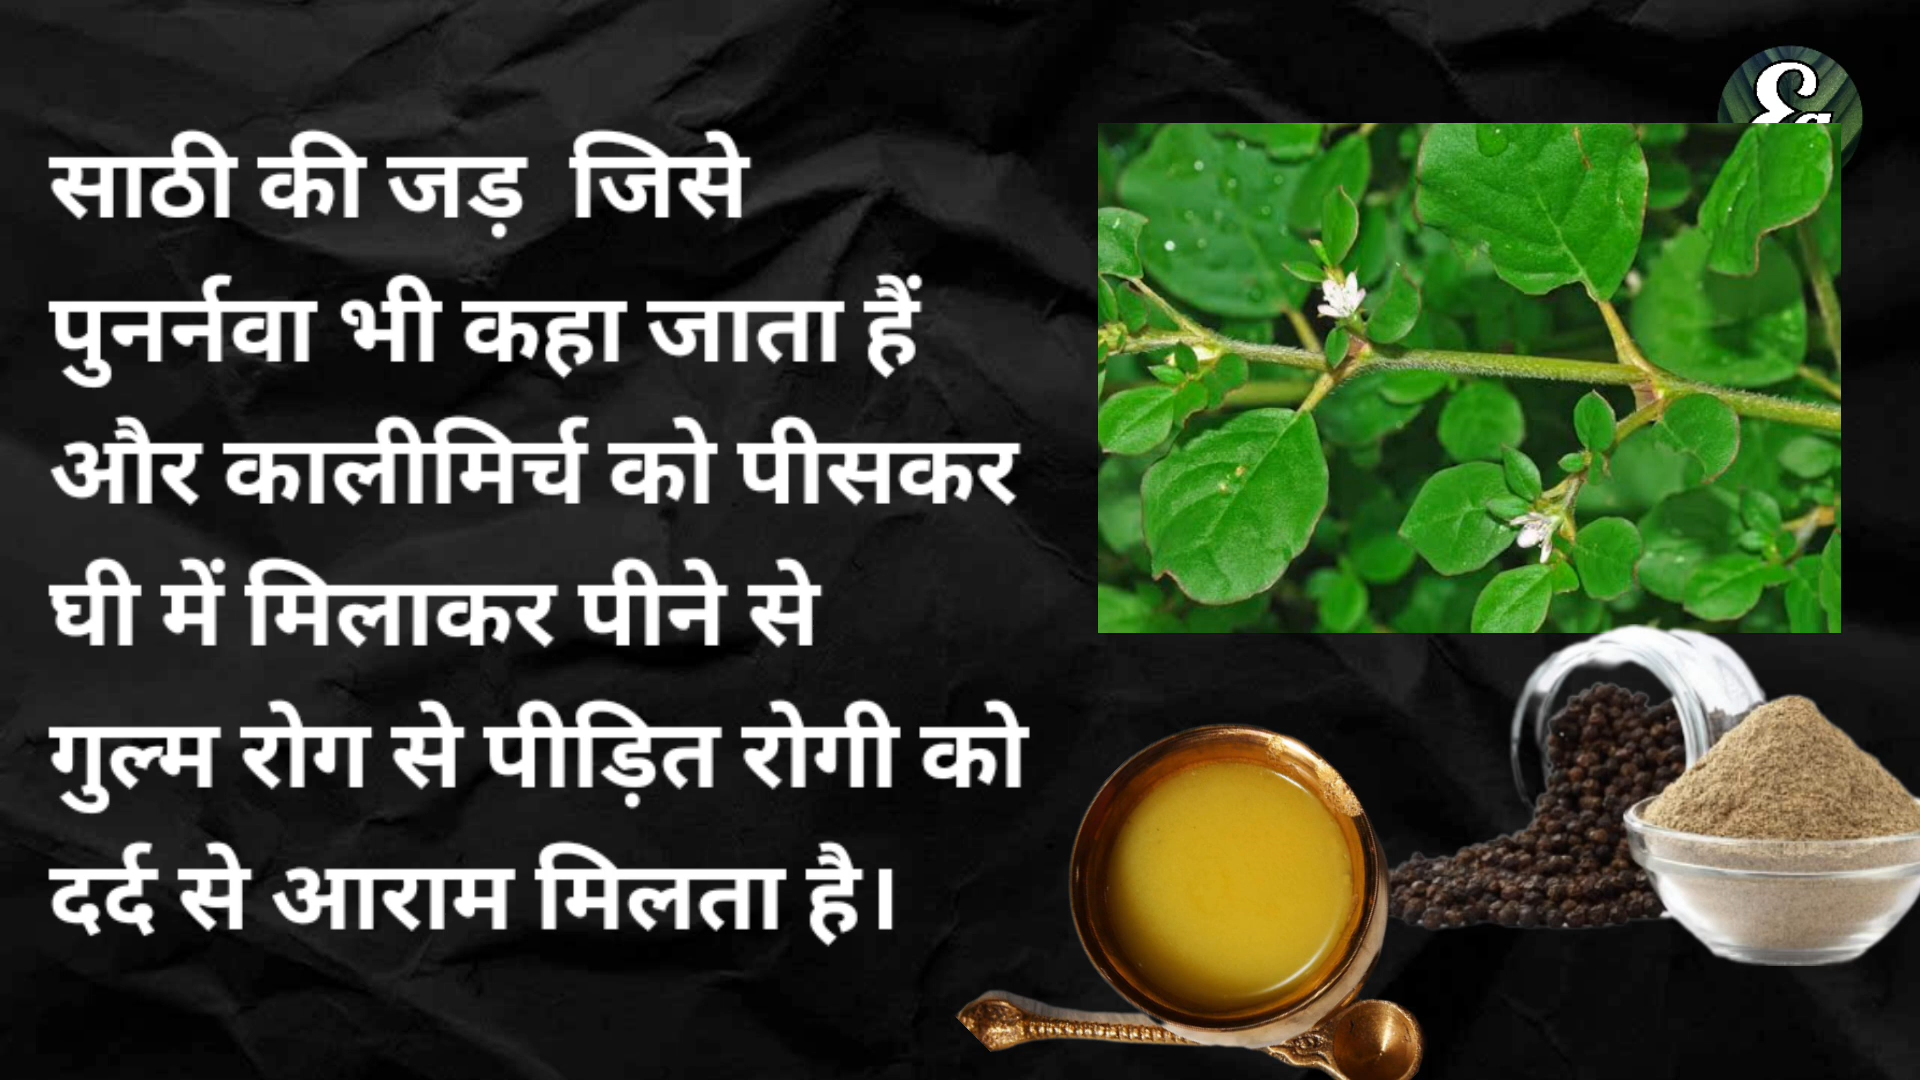 साठी की जड़ जिसे
पुनर्नवा भी कहा जाता हैं
और कालीमिर्च को पीसकर
घी में मिलाकर पीने से
गुल्म रोग से पीड़ित रोगी को
दर्द से आराम मिलता है।